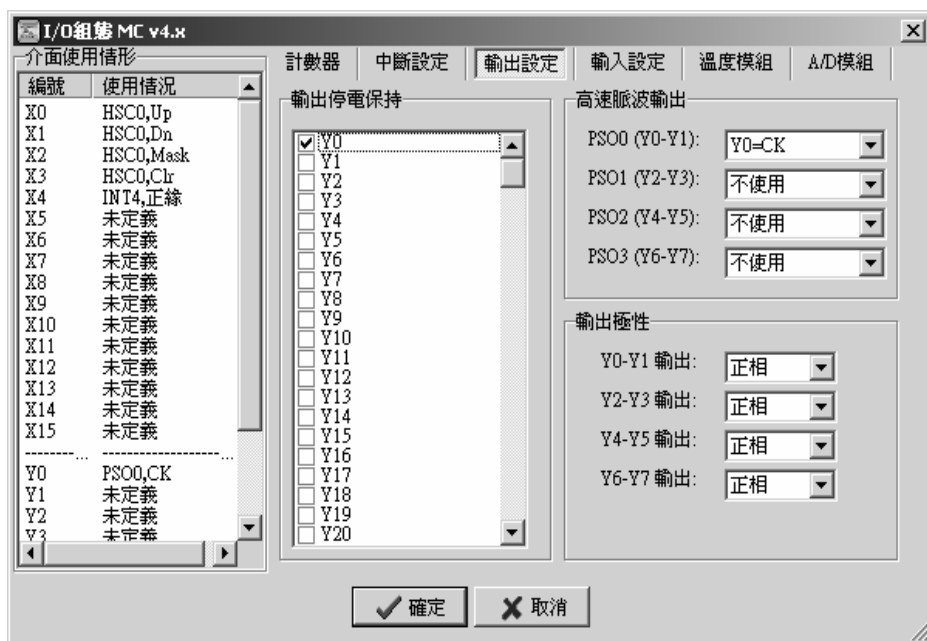 I/O組態 MC v4.x
介面使用情形
編號 使用情況
X0 HSC0,Up
X1 HSC0,Dn
X2 HSC0,Mask
X3 HSC0,Clr
X4 INT4,正緣
X5 未定義
X6 未定義
X7 未定義
X8 未定義
X9 未定義
X10 未定義
X11 未定義
X12 未定義
X13 未定義
X14 未定義
X15 未定義
--------... ------------------...
Y0 PSO0,CK
Y1 未定義
Y2 未定義
Y3 未定義
計數器 中斷設定 輸出設定 輸入設定 溫度模組 A/D模組
輸出停電保持
Y0
Y1
Y2
Y3
Y4
Y5
Y6
Y7
Y8
Y9
Y10
Y11
Y12
Y13
Y14
Y15
Y16
Y17
Y18
Y19
Y20
高速脈波輸出
PSO0 (Y0-Y1): Y0=CK
PSO1 (Y2-Y3): 不使用
PSO2 (Y4-Y5): 不使用
PSO3 (Y6-Y7): 不使用
輸出極性
Y0-Y1 輸出: 正相
Y2-Y3 輸出: 正相
Y4-Y5 輸出: 正相
Y6-Y7 輸出: 正相
確定 取消